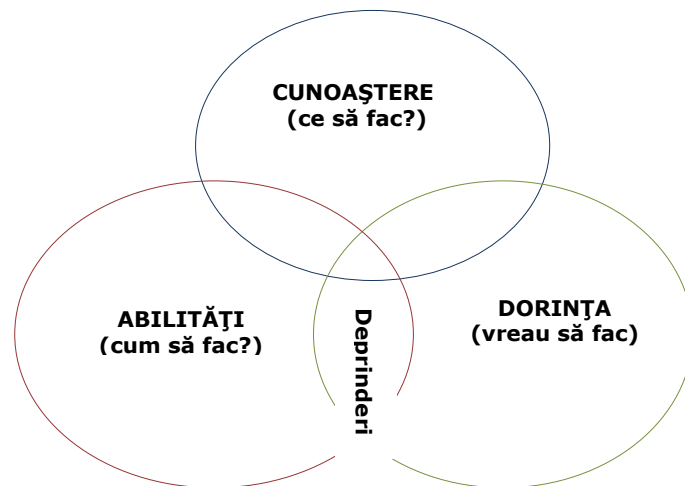 CUNOAŞTERE
(ce să fac?)
ABILITĂŢI
(cum să fac?)
Deprinderi
DORINŢA
(vreau să fac)